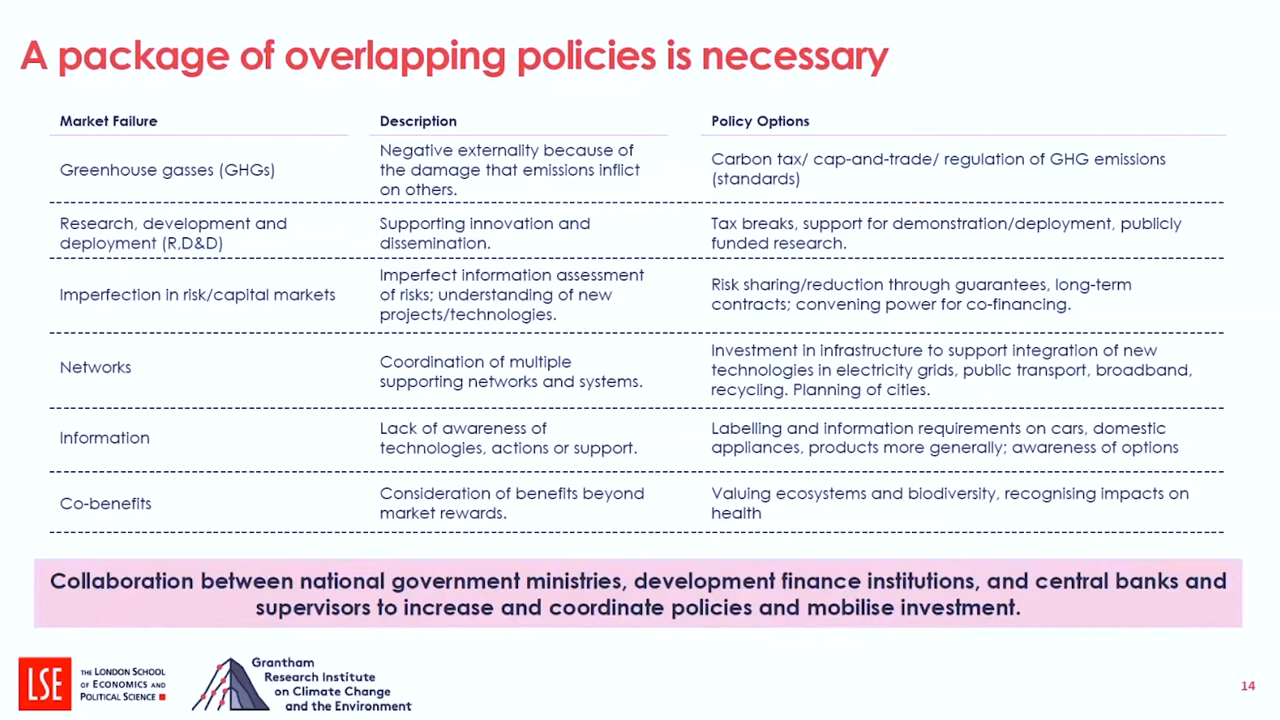 A package of overlapping policies is necessary
Market Failure
Description
Policy Options
Greenhouse gasses (GHGs)
Negative externality because of
the damage that emissions inflict
on others.
Carbon tax/ cap-and-trade/ regulation of GHG emissions
(standards)
Research, development and
deployment (R,D&D)
Supporting innovation and
dissemination.
Tax breaks, support for demonstration/deployment, publicly
funded research.
Imperfection in risk/capital markets
Imperfect information assessment
of risks; understanding of new
projects/technologies.
Risk sharing/reduction through guarantees, long-term
contracts; convening power for co-financing.
Networks
Coordination of multiple
supporting networks and systems.
Investment in infrastructure to support integration of new
technologies in electricity grids, public transport, broadband,
recycling. Planning of cities.
Information
Lack of awareness of
technologies, actions or support.
Labelling and information requirements on cars, domestic
appliances, products more generally; awareness of options
Co-benefits
Consideration of benefits beyond
market rewards.
Valuing ecosystems and biodiversity, recognising impacts on
health
Collaboration between national government ministries, development finance institutions, and central banks and
supervisors to increase and coordinate policies and mobilise investment.
LSE
THE LONDON SCHOOL
OF ECONOMICS AND
POLITICAL SCIENCE
Grantham
Research Institute
on Climate Change
and the Environment
14